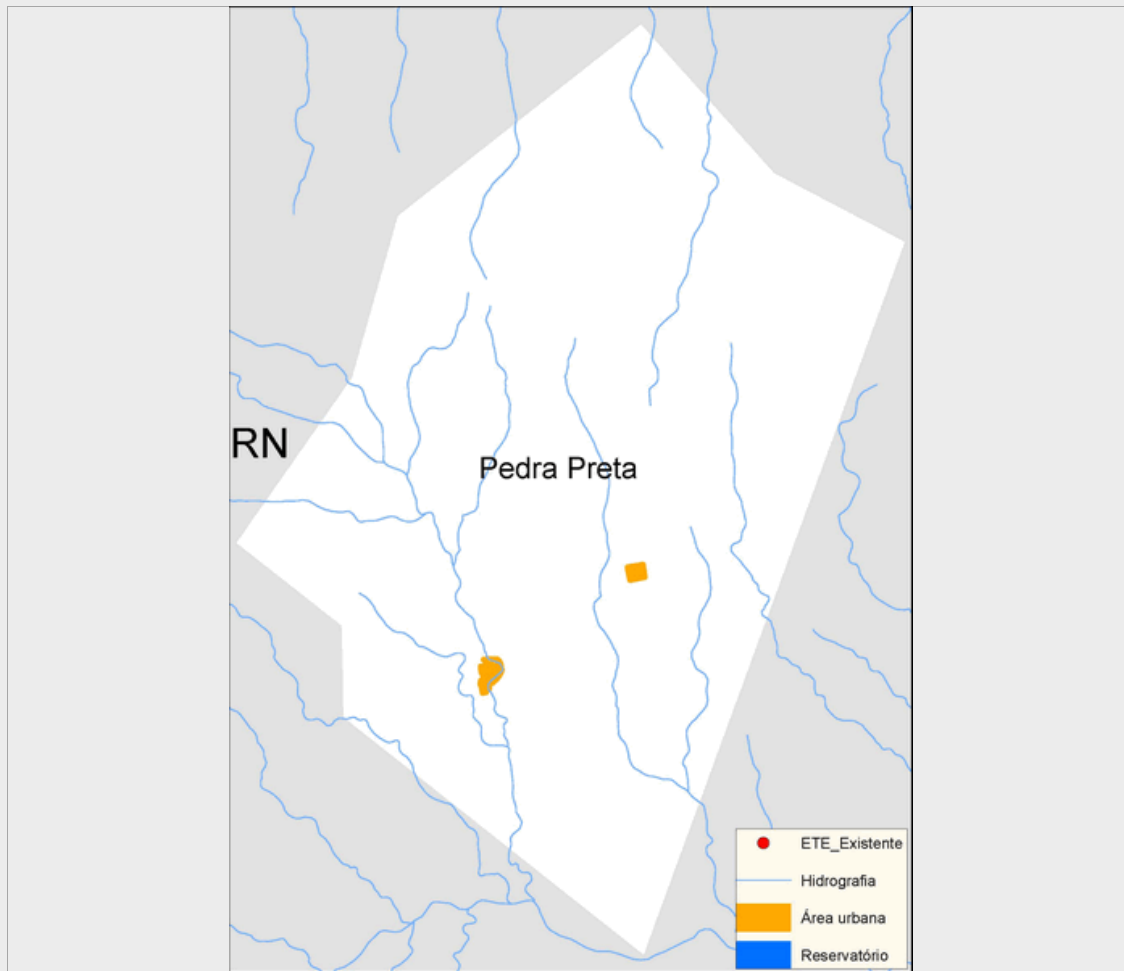 RN
Pedra Preta
ETE_Existente
Hidrografia
Área urbana
Reservatório